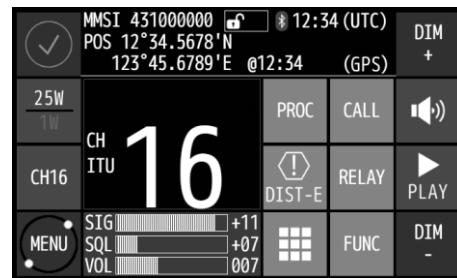 MMSI 431000000 12:34 (UTC)
POS 12°34.5678'N
123°45.6789'E @12:34 (GPS)
DIM
+
25W
1W
CH
ITU
16
PROC
CALL
CH16
DIST-E
RELAY
PLAY
MENU
SIG +11
SQL +07
VOL 007
FUNC
DIM
-